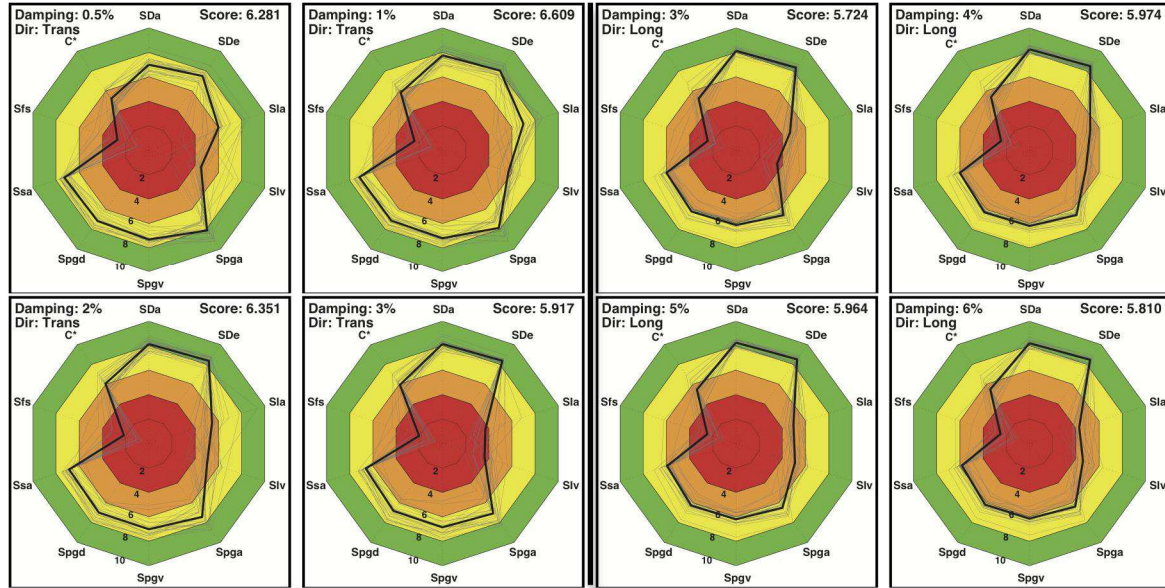 Damping: 0.5% SDa Score: 6.281
Dir: Trans
C* SDe
Sfs Sla
2
Ssa 4 Slv
6
8
Spgd 10 Spga
Spgv
Damping: 1% SDa Score: 6.609
Dir: Trans
C* SDe
Sfs Sla
2
Ssa 4 Slv
6
8
Spgd 10 Spga
Spgv
Damping: 3% SDa Score: 5.724
Dir: Long
C* SDe
Sfs Sla
2
Ssa 4 Slv
6
8
Spgd 10 Spga
Spgv
Damping: 4% SDa Score: 5.974
Dir: Long
C* SDe
Sfs Sla
2
Ssa 4 Slv
6
8
Spgd 10 Spga
Spgv
Damping: 2% SDa Score: 6.351
Dir: Trans
C* SDe
Sfs Sla
2
Ssa 4 Slv
6
8
Spgd 10 Spga
Spgv
Damping: 3% SDa Score: 5.917
Dir: Trans
C* SDe
Sfs Sla
2
Ssa 4 Slv
6
8
Spgd 10 Spga
Spgv
Damping: 5% SDa Score: 5.964
Dir: Long
C* SDe
Sfs Sla
2
Ssa 4 Slv
6
8
Spgd 10 Spga
Spgv
Damping: 6% SDa Score: 5.810
Dir: Long
C* SDe
Sfs Sla
2
Ssa 4 Slv
6
8
Spgd 10 Spga
Spgv